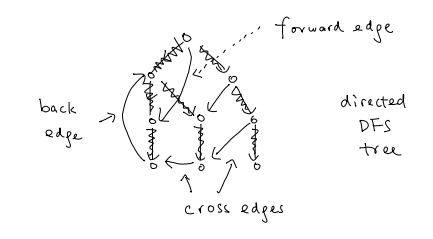 forward edge
back
edge
directed
DFS
tree
cross edges